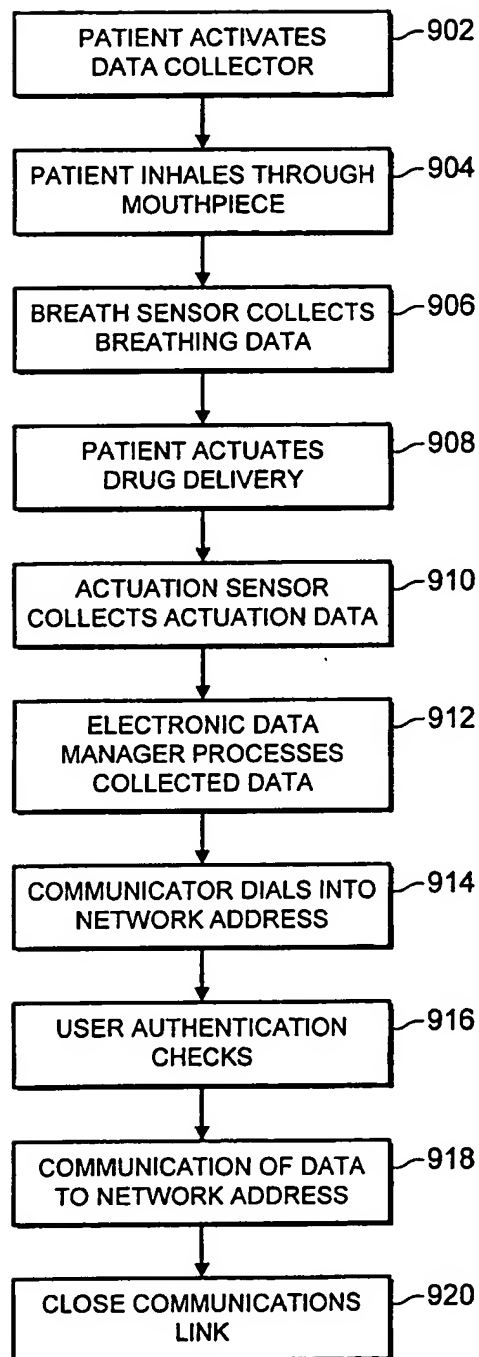 PATIENT ACTIVATES
DATA COLLECTOR
902
PATIENT INHALES THROUGH
MOUTHPIECE
904
BREATH SENSOR COLLECTS
BREATHING DATA
906
PATIENT ACTUATES
DRUG DELIVERY
908
ACTUATION SENSOR
COLLECTS ACTUATION DATA
910
ELECTRONIC DATA
MANAGER PROCESSES
COLLECTED DATA
912
COMMUNICATOR DIALS INTO
NETWORK ADDRESS
914
USER AUTHENTICATION
CHECKS
916
COMMUNICATION OF DATA
TO NETWORK ADDRESS
918
CLOSE COMMUNICATIONS
LINK
920